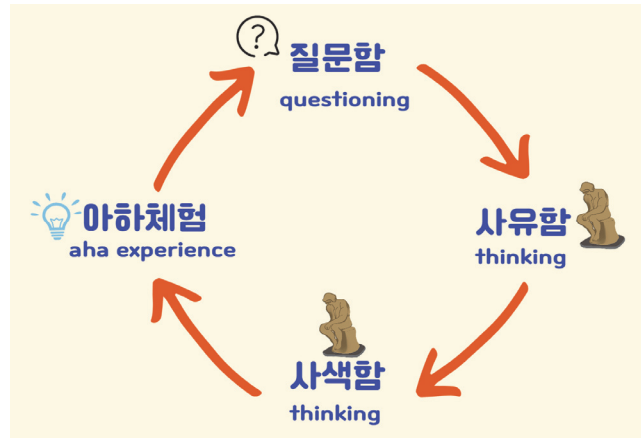 ?
질문함
questioning
사유함
thinking
사색함
thinking
아하체험
aha experience